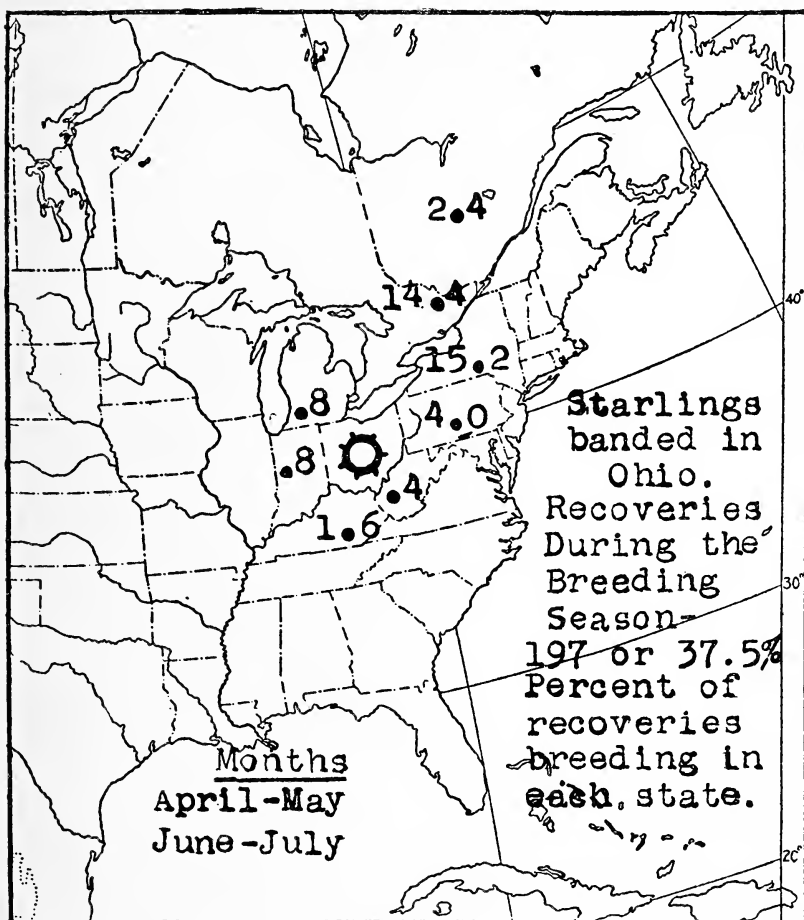 2.4
14.4
40°
15.2
.8
4.0
.8
.4
1.6
Starlings
banded in
Ohio.
Recoveries
During the
Breeding
Season-
197 or 37.5%
Percent of
recoveries
breeding in
each state.
30°
Months
April-May
June-July
20°